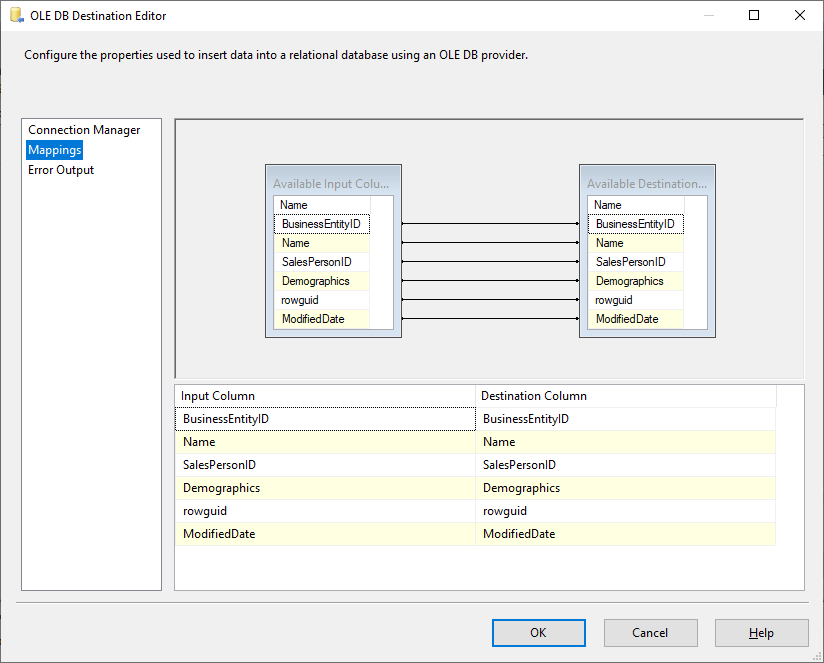 OLE DB Destination Editor
Configure the properties used to insert data into a relational database using an OLE DB provider.
Connection Manager
Mappings
Error Output
Available Input Colu...
Name
BusinessEntityID
Name
SalesPersonID
Demographics
rowguid
ModifiedDate
Available Destination...
Name
BusinessEntityID
Name
SalesPersonID
Demographics
rowguid
ModifiedDate
Input Column Destination Column
BusinessEntityID BusinessEntityID
Name Name
SalesPersonID SalesPersonID
Demographics Demographics
rowguid rowguid
ModifiedDate ModifiedDate
OK Cancel Help